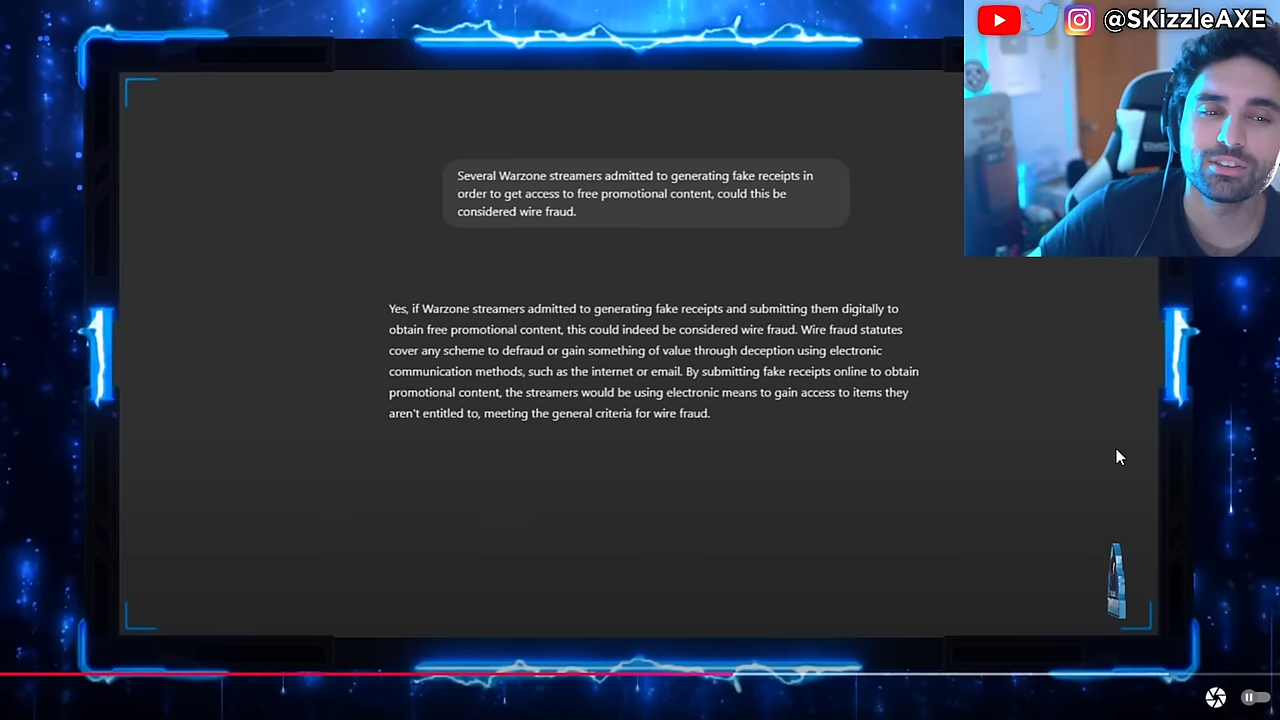 @SKizzleAXE
Several Warzone streamers admitted to generating fake receipts in
order to get access to free promotional content, could this be
considered wire fraud.
Yes, if Warzone streamers admitted to generating fake receipts and submitting them digitally to
obtain free promotional content, this could indeed be considered wire fraud. Wire fraud statutes
cover any scheme to defraud or gain something of value through deception using electronic
communication methods, such as the internet or email. By submitting fake receipts online to obtain
promotional content, the streamers would be using electronic means to gain access to items they
aren't entitled to, meeting the general criteria for wire fraud.